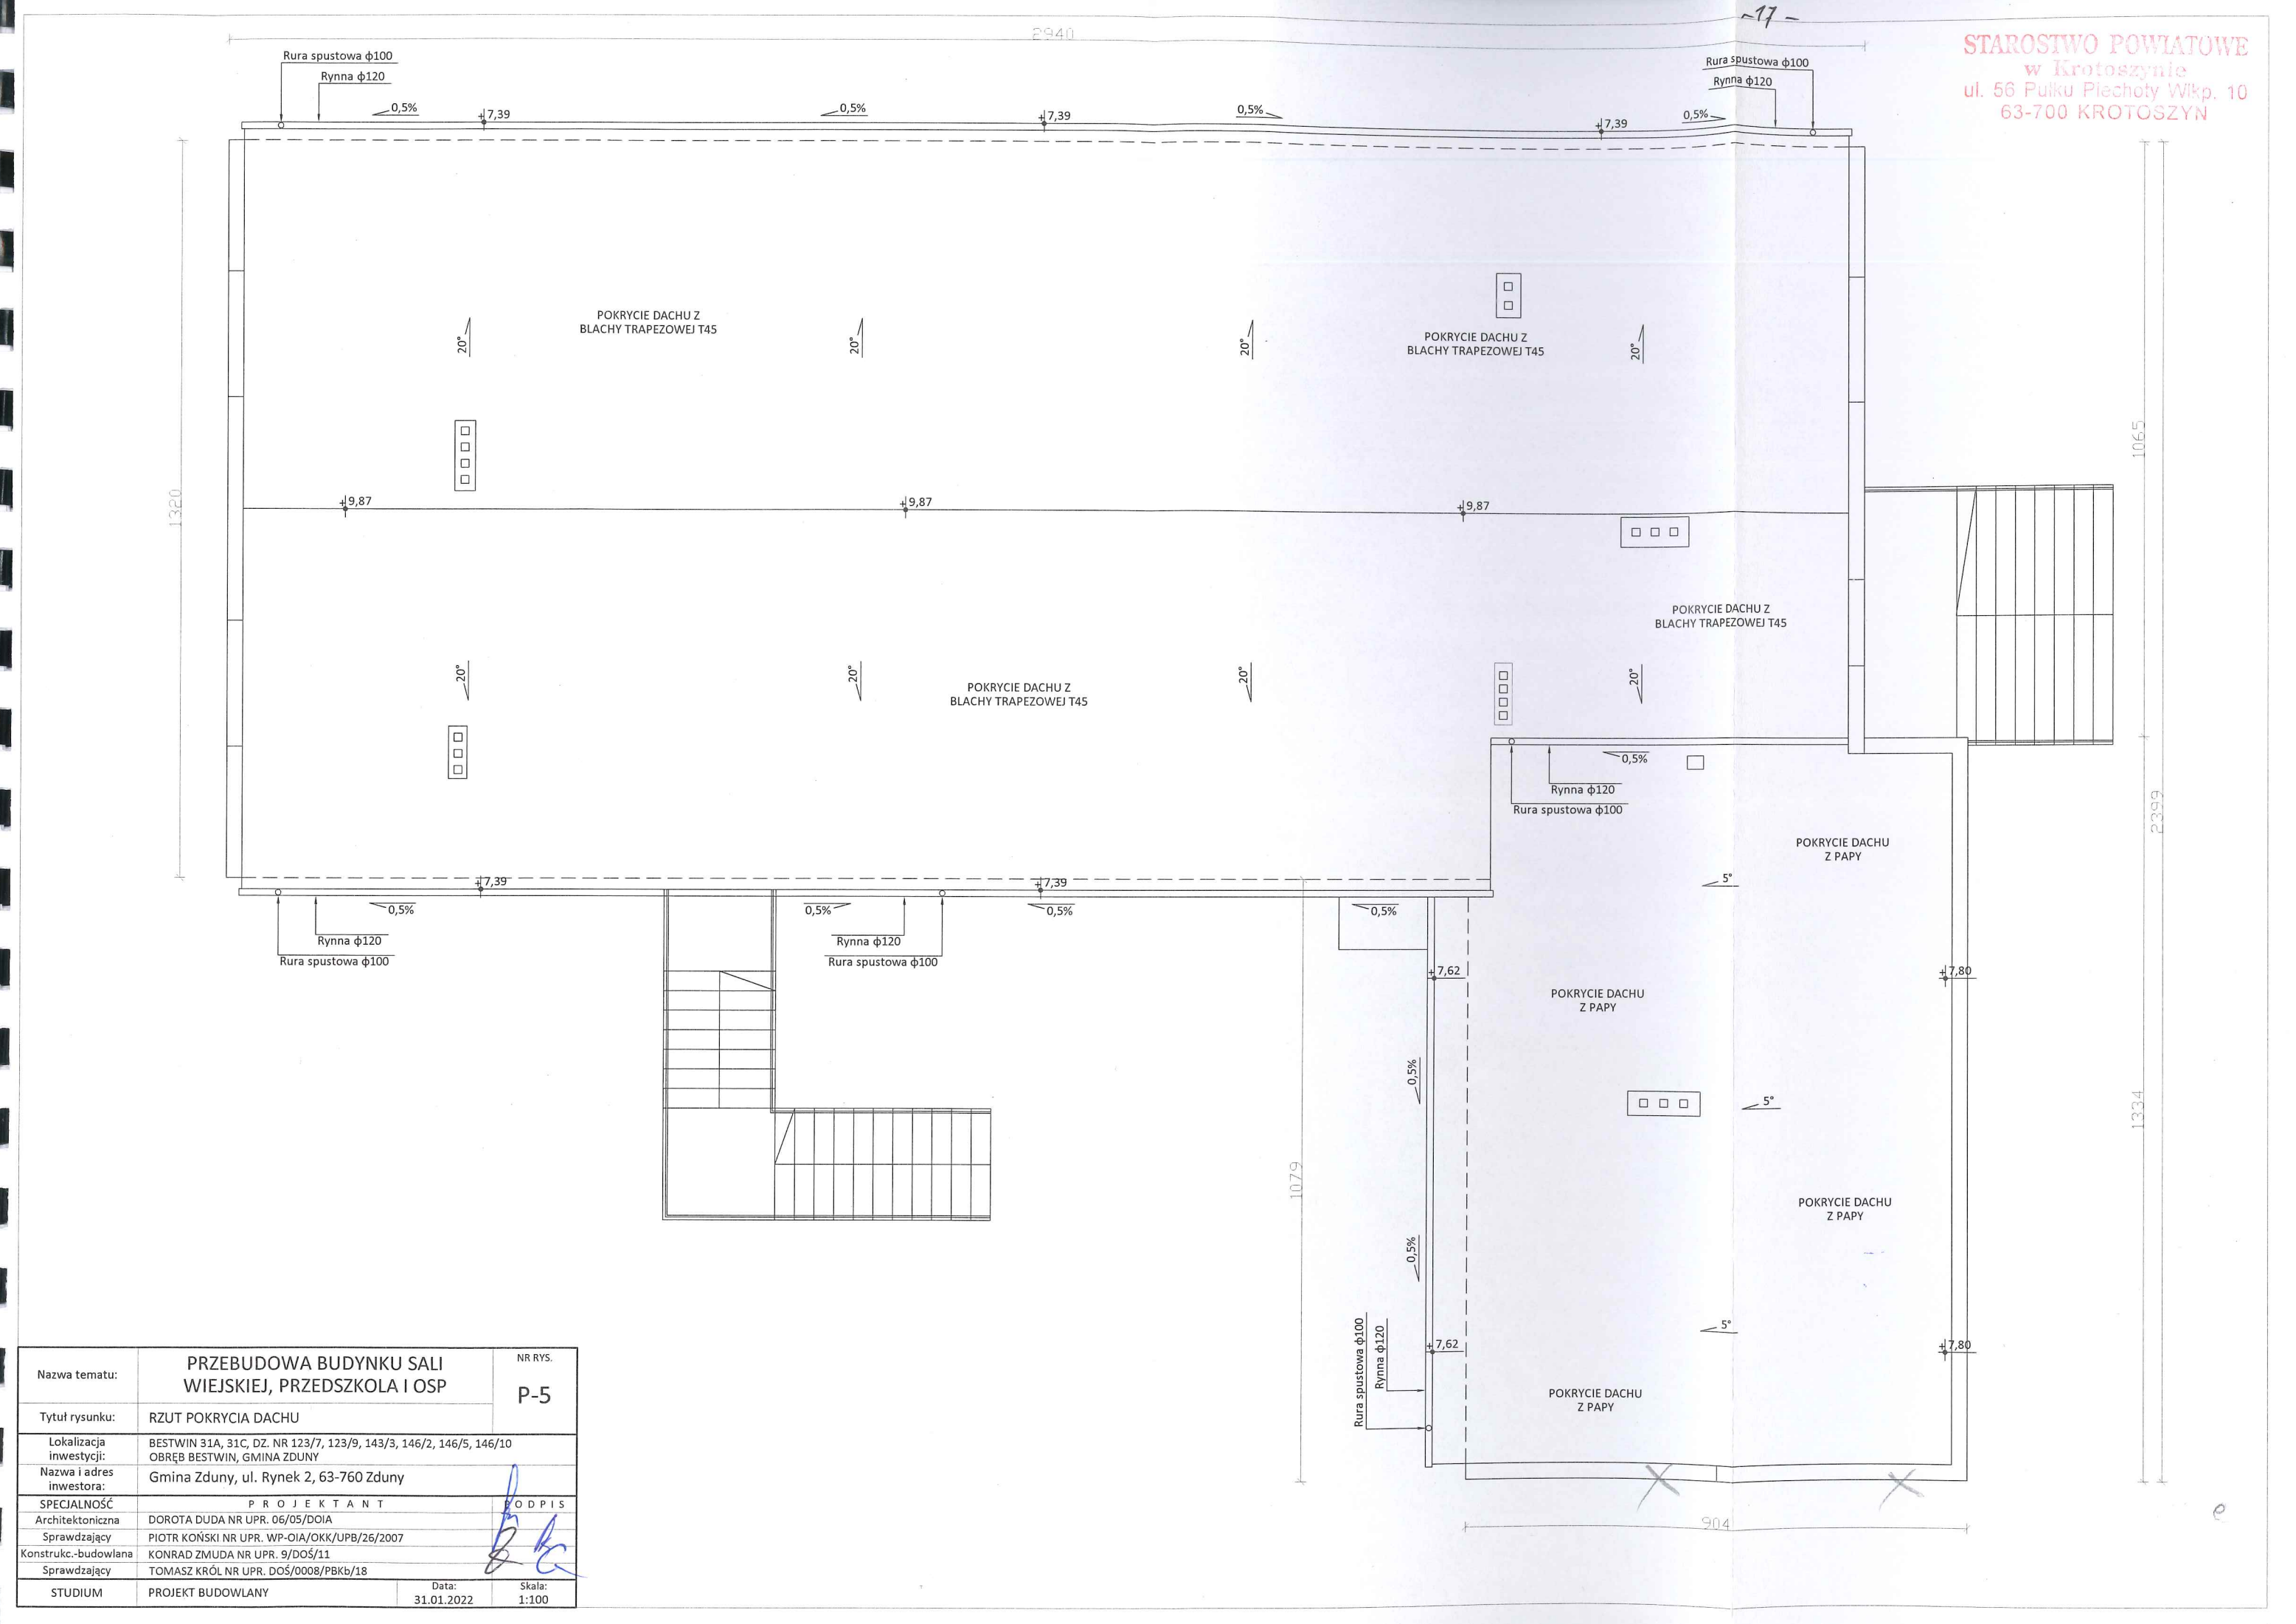 -17-
2940
STAROSTWO POWIATOWE
w Krotoszynie
ul. 56 Pułku Piechoty Wlkp. 10
63-700 KROTOSZYN
Rura spustowa ф100
Rynna ф120
Rura spustowa ф100
Rynna ф120
0,5%
+7,39
0,5%
+7,39
0,5%
+7,39
0,5%
POKRYCIE DACHU Z
BLACHY TRAPEZOWEJ T45
POKRYCIE DACHU Z
BLACHY TRAPEZOWEJ T45
20°
20°
20°
20°
1065
1320
+9,87
+9,87
+9,87
POKRYCIE DACHU Z
BLACHY TRAPEZOWEJ T45
20°
20°
20°
20°
POKRYCIE DACHU Z
BLACHY TRAPEZOWEJ T45
0,5%
Rynna ф120
Rura spustowa ф100
2399
POKRYCIE DACHU
Z PAPY
5°
+7,39
+7,39
0,5%
0,5%
0,5%
0,5%
Rynna ф120
Rura spustowa ф100
Rynna ф120
Rura spustowa ф100
+7,62
+7,80
POKRYCIE DACHU
Z PAPY
0,5%
5°
1334
1079
POKRYCIE DACHU
Z PAPY
0,5%
5°
+7,62
+7,80
Rura spustowa ф100
Rynna ф120
POKRYCIE DACHU
Z PAPY
904
Nazwa tematu:
PRZEBUDOWA BUDYNKU SALI
WIEJSKIEJ, PRZEDSZKOLA I OSP
NR RYS.
P-5
Tytuł rysunku:
RZUT POKRYCIA DACHU
Lokalizacja
inwestycji:
BESTWIN 31A, 31C, DZ. NR 123/7, 123/9, 143/3, 146/2, 146/5, 146/10
OBRĘB BESTWIN, GMINA ZDUNY
Nazwa i adres
inwestora:
Gmina Zduny, ul. Rynek 2, 63-760 Zduny
SPECJALNOŚĆ
PROJEKTANT
PODPIS
Architektoniczna
DOROTA DUDA NR UPR. 06/05/DOIA
Sprawdzający
PIOTR KOŃSKI NR UPR. WP-OIA/OKK/UPB/26/2007
Konstrukc.-budowlana
KONRAD ZMUDA NR UPR. 9/DOŚ/11
Sprawdzający
TOMASZ KRÓL NR UPR. DOŚ/0008/PBKb/18
STUDIUM
PROJEKT BUDOWLANY
Data:
31.01.2022
Skala:
1:100